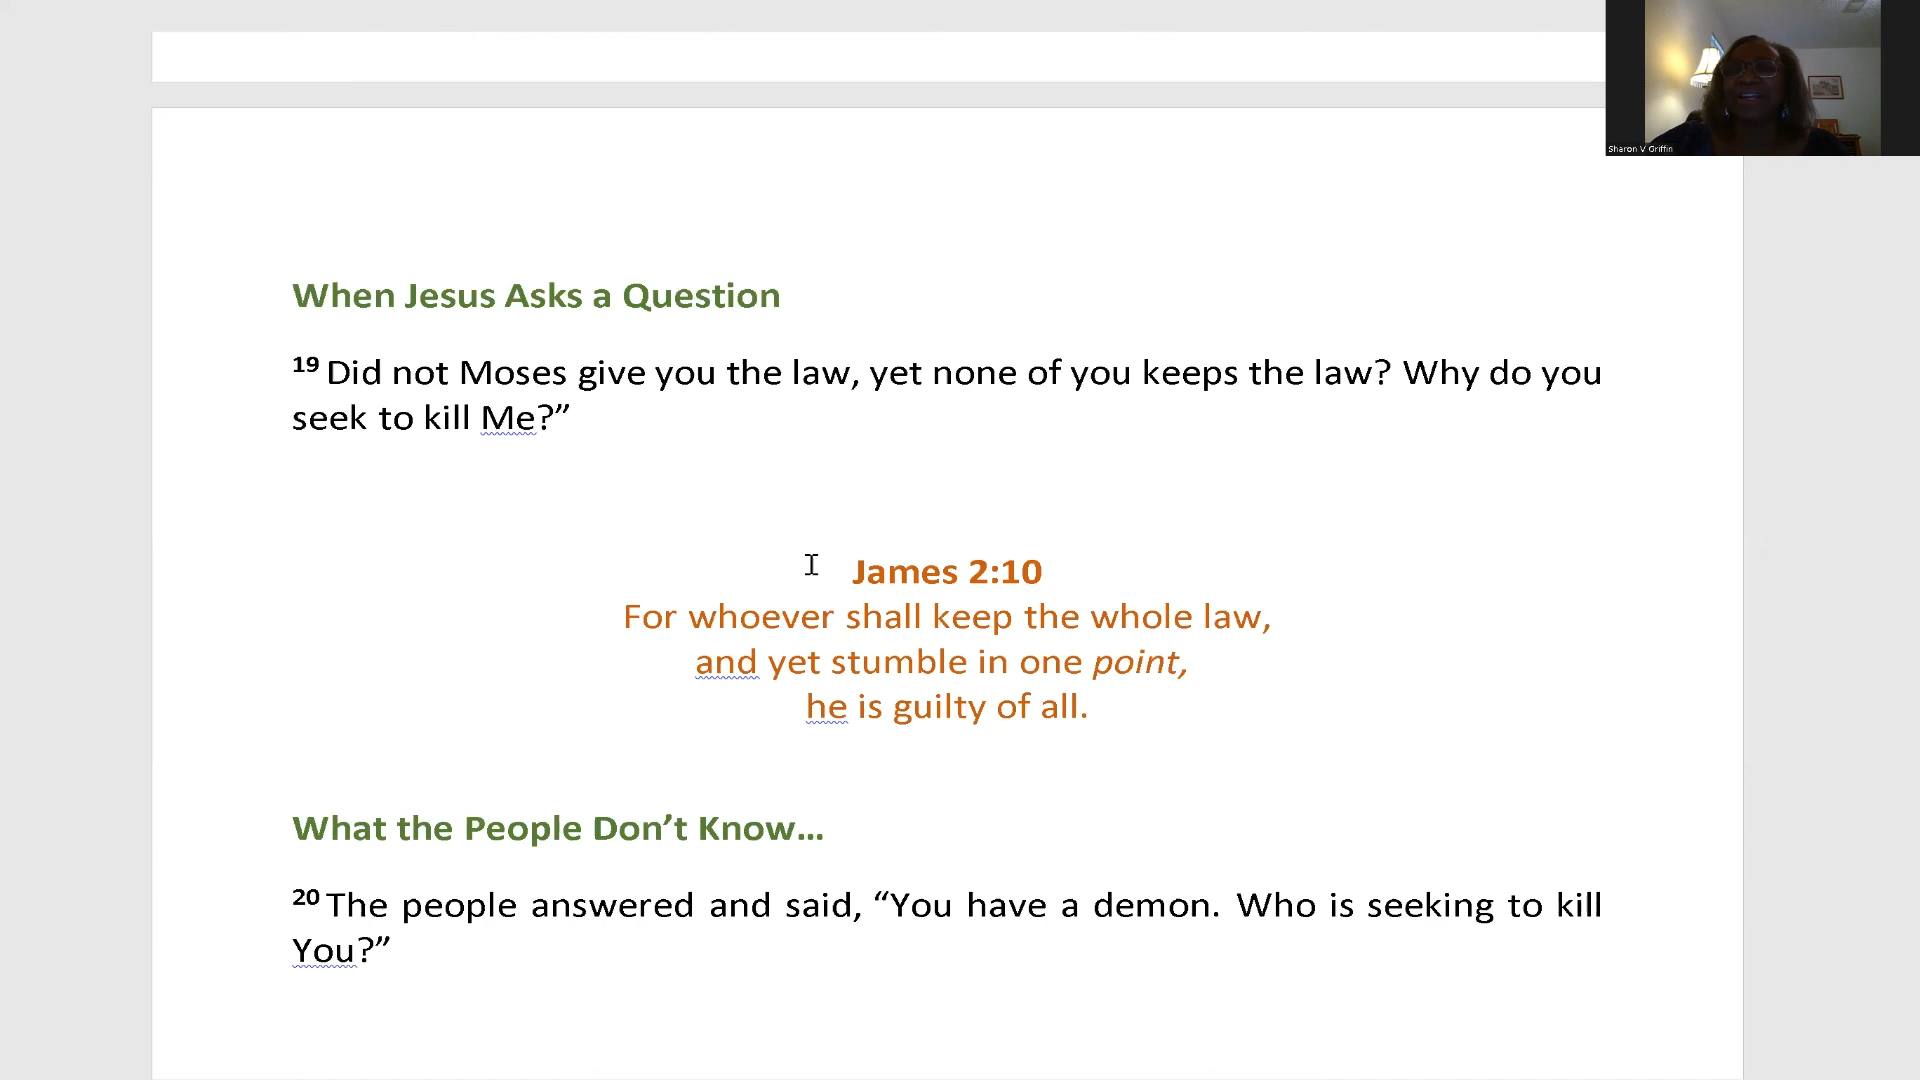 Sharon V Griffin
When Jesus Asks a Question
19 Did not Moses give you the law, yet none of you keeps the law? Why do you
seek to kill Me?”
James 2:10
For whoever shall keep the whole law,
and yet stumble in one point,
he is guilty of all.
What the People Don’t Know...
20 The people answered and said, “You have a demon. Who is seeking to kill
You?”